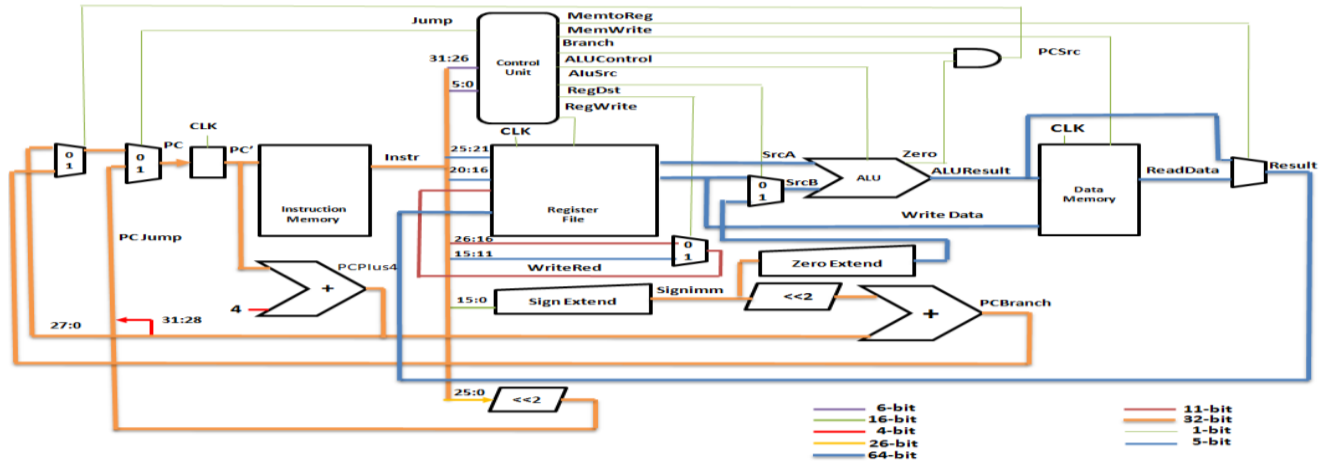 MemtoReg
Jump
MemWrite
Branch
PCSrc
31:26
Control
Unit
ALUControl
AluSrc
5:0
RegDst
RegWrite
CLK
CLK
CLK
PC
PC'
0
1
0
1
Instr
25:21
20:16
SrcA
Zero
SrcB
0
1
ALU
ALUResult
ReadData
Result
Instruction
Memory
Register
File
Data
Memory
Write Data
26:16
15:11
0
1
WriteRed
PC Jump
PCPlus4
+
4
Zero Extend
15:0
Sign Extend
Signimm
<<2
+
PCBranch
27:0
31:28
25:0
<<2
6-bit
16-bit
4-bit
26-bit
64-bit
11-bit
32-bit
1-bit
5-bit